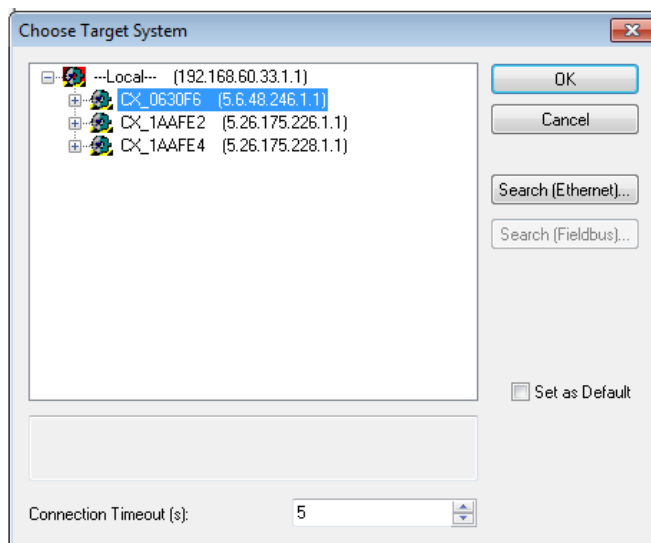 Choose Target System
---Local--- (192.168.60.33.1.1)
CX_0630F6 (5.6.48.246.1.1)
CX_1AAFE2 (5.26.175.226.1.1)
CX_1AAFE4 (5.26.175.228.1.1)
OK
Cancel
Search (Ethernet)...
Search (Fieldbus)...
Set as Default
Connection Timeout (s): 5